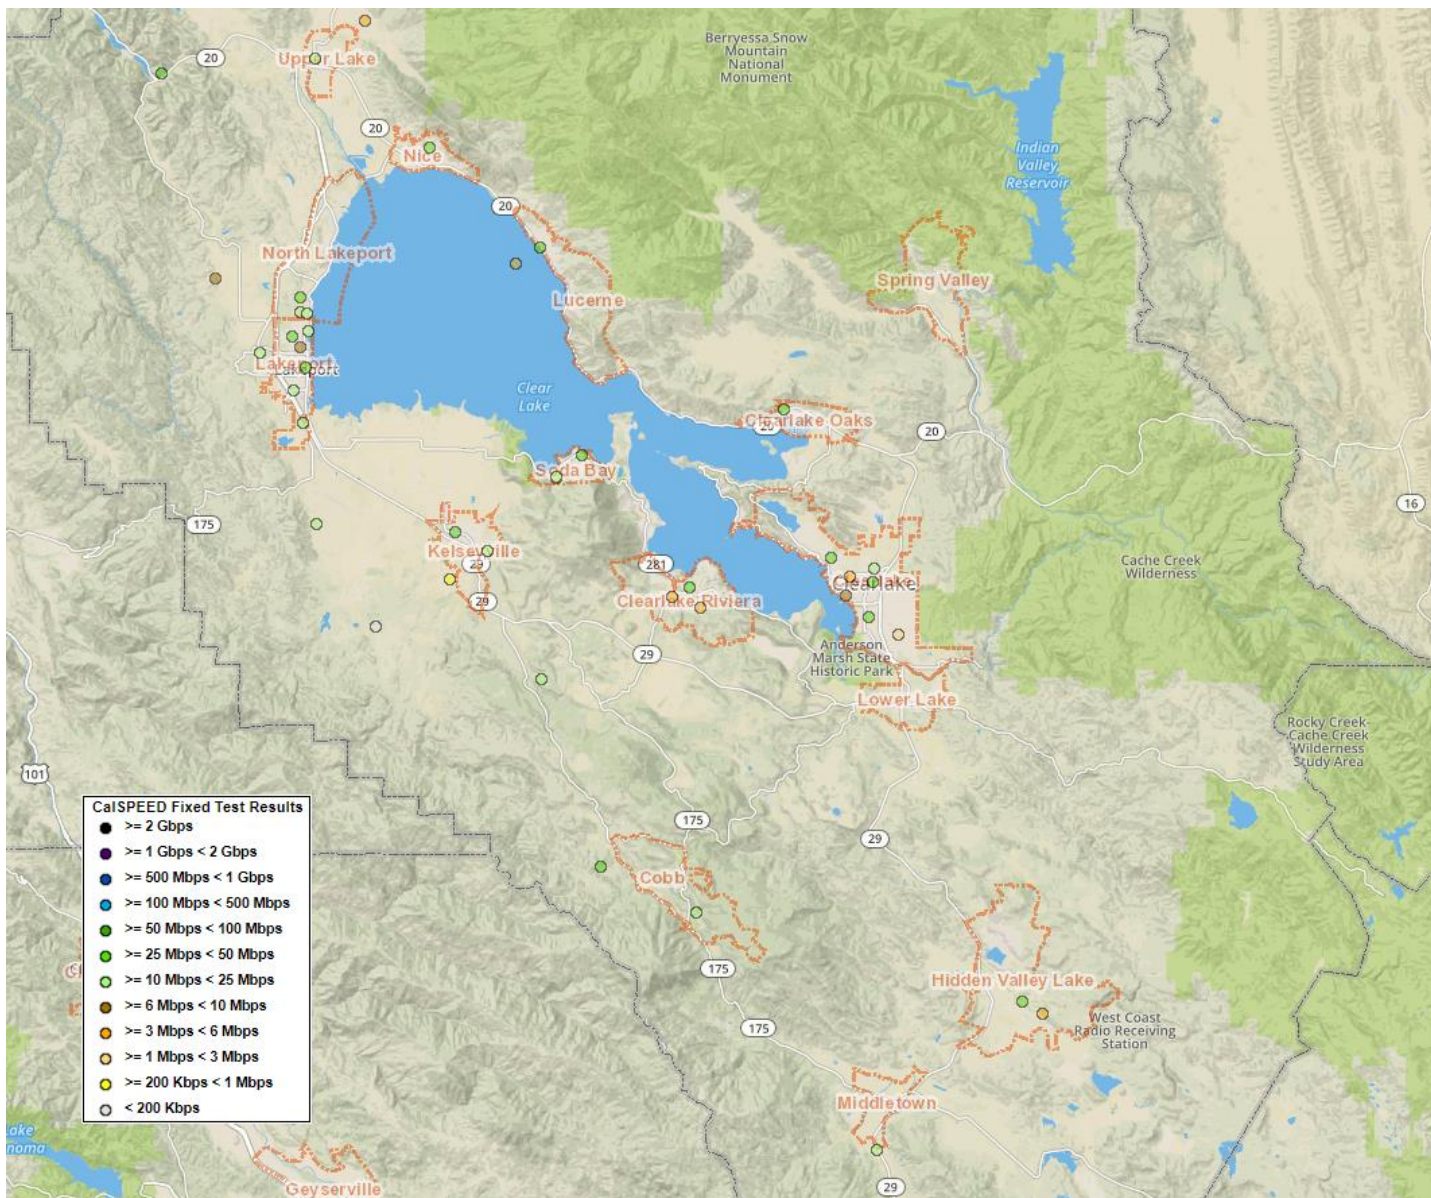 Berryessa Snow
Mountain
National
Monument
20
Upper Lake
20
Nice
Indian
Valley
Reservoir
20
North Lakeport
Spring Valley
Lucerne
Lakeport
Lakeport
Clear
Lake
Clearlake Oaks
20
20
Soda Bay
16
175
Kelseyville
29
281
Cache Creek
Wilderness
Clearlake
Clearlake
29
Clearlake Riviera
Anderson
Marsh State
Historic Park
29
Lower Lake
Rocky Creek-
Cache Creek
Wilderness
Study Area
101
CalSPEED Fixed Test Results
>= 2 Gbps
>= 1 Gbps < 2 Gbps
>= 500 Mbps < 1 Gbps
>= 100 Mbps < 500 Mbps
>= 50 Mbps < 100 Mbps
>= 25 Mbps < 50 Mbps
>= 10 Mbps < 25 Mbps
>= 6 Mbps < 10 Mbps
>= 3 Mbps < 6 Mbps
>= 1 Mbps < 3 Mbps
>= 200 Kbps < 1 Mbps
< 200 Kbps
175
29
Cobb
175
Hidden Valley Lake
West Coast
Radio Receiving
Station
175
Middletown
29
Lake
Geyserville